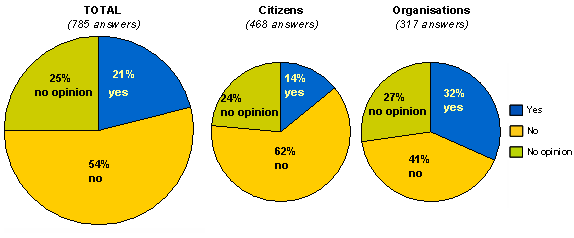 TOTAL
(785 answers)
25%
no opinion
21%
yes
54%
no
Citizens
(468 answers)
24%
no opinion
14%
yes
62%
no
Organisations
(317 answers)
27%
no opinion
32%
yes
41%
no
Yes
No
No opinion